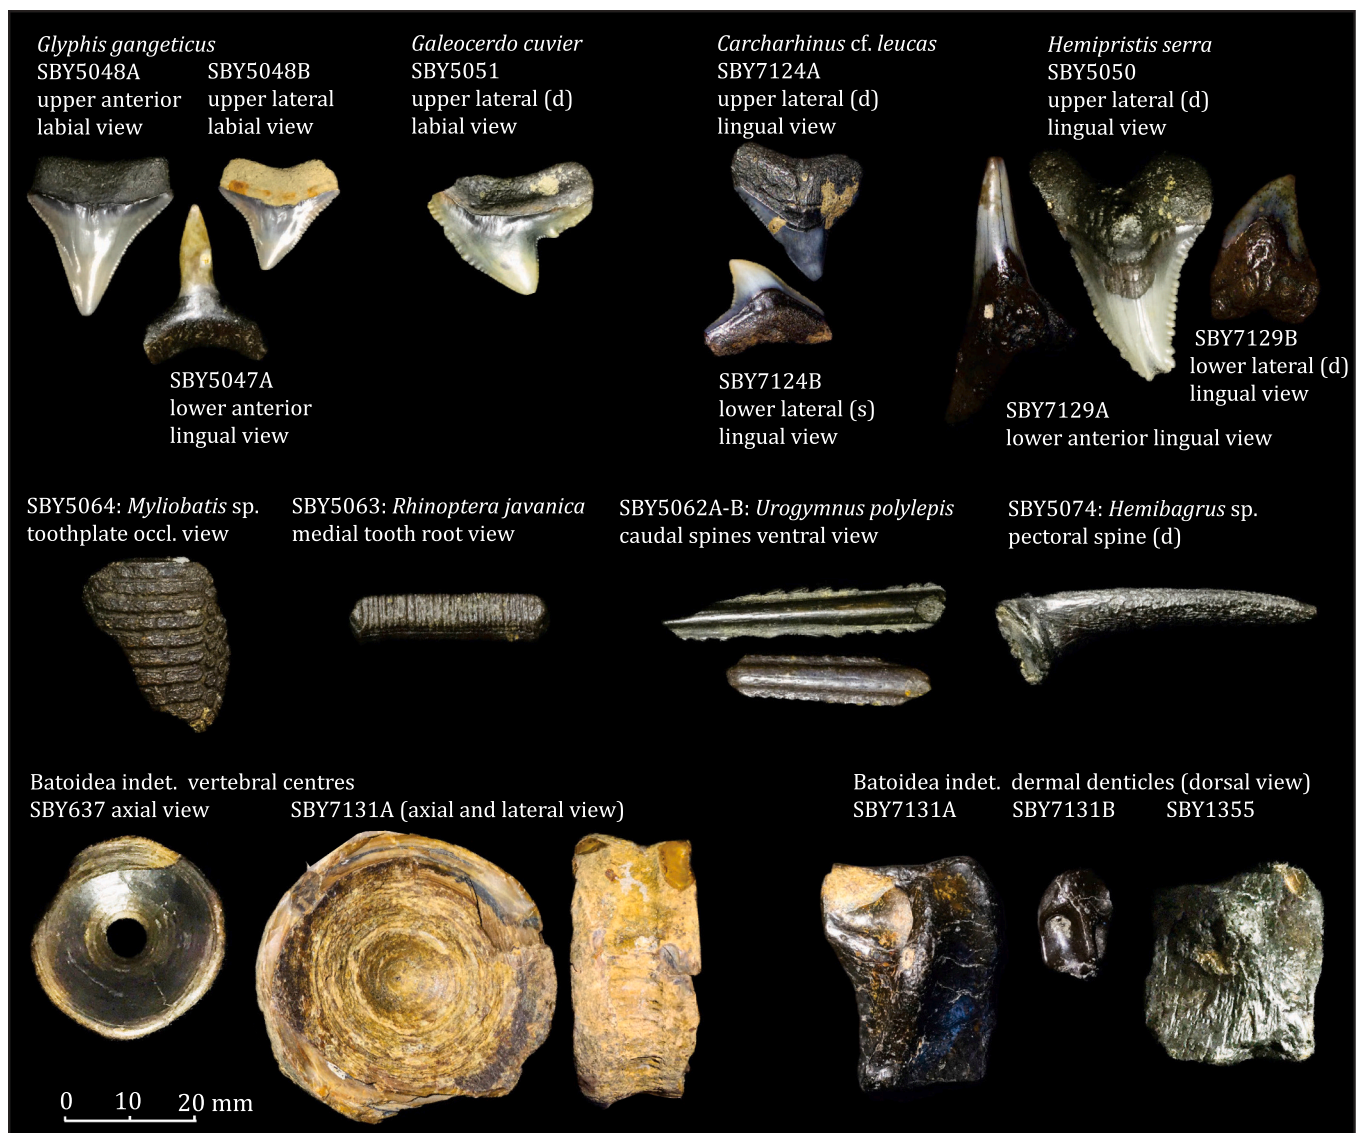 Glyphis gangeticus
SBY5048A
upper anterior
labial view
SBY5048B
upper lateral
labial view
SBY5047A
lower anterior
lingual view
Galeocerdo cuvier
SBY5051
upper lateral (d)
labial view
Carcharhinus cf. leucas
SBY7124A
upper lateral (d)
lingual view
SBY7124B
lower lateral (s)
lingual view
Hemipristis serra
SBY5050
upper lateral (d)
lingual view
SBY7129B
lower lateral (d)
lingual view
SBY7129A
lower anterior lingual view
SBY5064: Myliobatis sp.
toothplate occl. view
SBY5063: Rhinoptera javanica
medial tooth root view
SBY5062A-B: Urogymnus polylepis
caudal spines ventral view
SBY5074: Hemibagrus sp.
pectoral spine (d)
Batoidea indet. vertebral centres
SBY637 axial view
SBY7131A (axial and lateral view)
Batoidea indet. dermal denticles (dorsal view)
SBY7131A
SBY7131B
SBY1355
0 10 20 mm